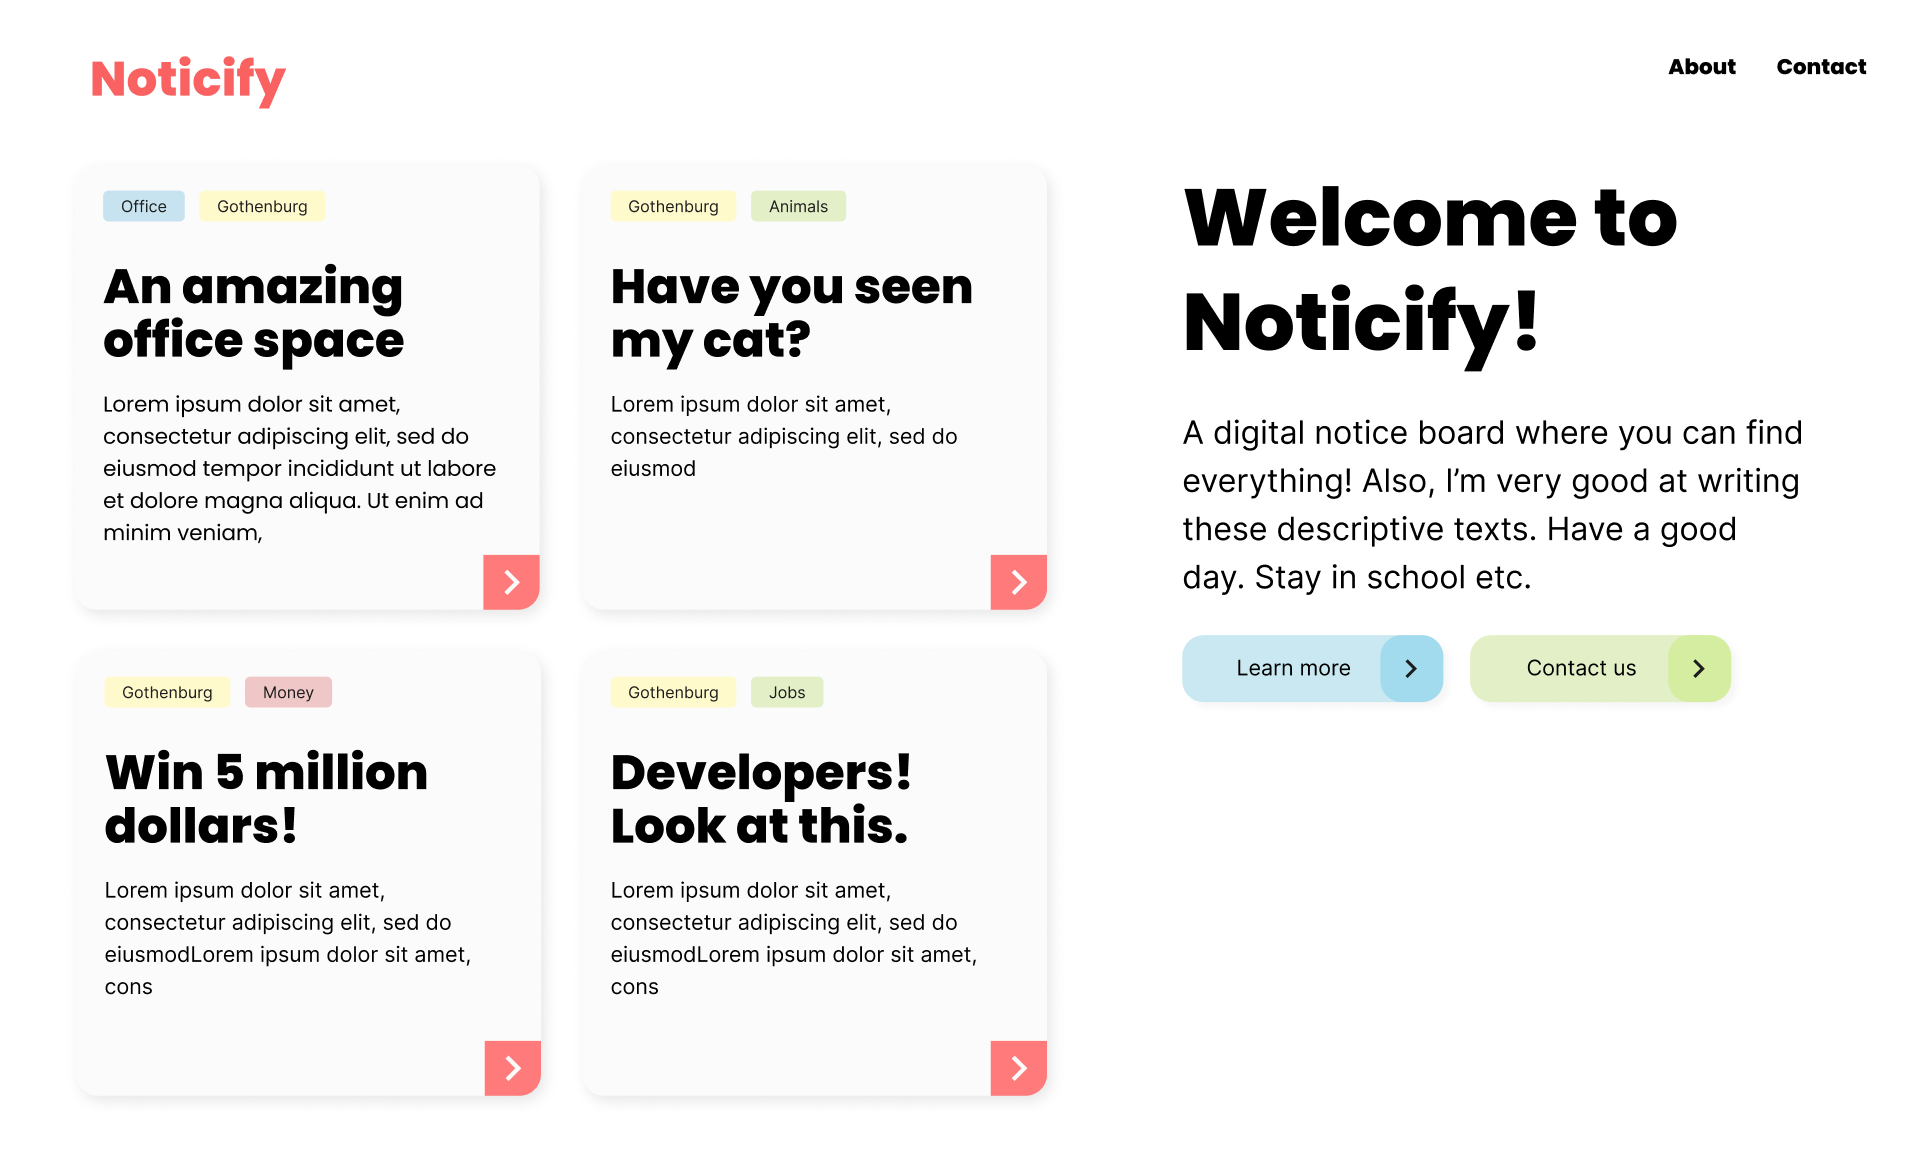 Noticify
About
Contact
Office
Gothenburg
An amazing
office space
Lorem ipsum dolor sit amet,
consectetur adipiscing elit, sed do
eiusmod tempor incididunt ut labore
et dolore magna aliqua. Ut enim ad
minim veniam,
Gothenburg
Animals
Have you seen
my cat?
Lorem ipsum dolor sit amet,
consectetur adipiscing elit, sed do
eiusmod
Gothenburg
Money
Win 5 million
dollars!
Lorem ipsum dolor sit amet,
consectetur adipiscing elit, sed do
eiusmodLorem ipsum dolor sit amet,
cons
Gothenburg
Jobs
Developers!
Look at this.
Lorem ipsum dolor sit amet,
consectetur adipiscing elit, sed do
eiusmodLorem ipsum dolor sit amet,
cons
Welcome to
Noticify!
A digital notice board where you can find
everything! Also, I’m very good at writing
these descriptive texts. Have a good
day. Stay in school etc.
Learn more
Contact us